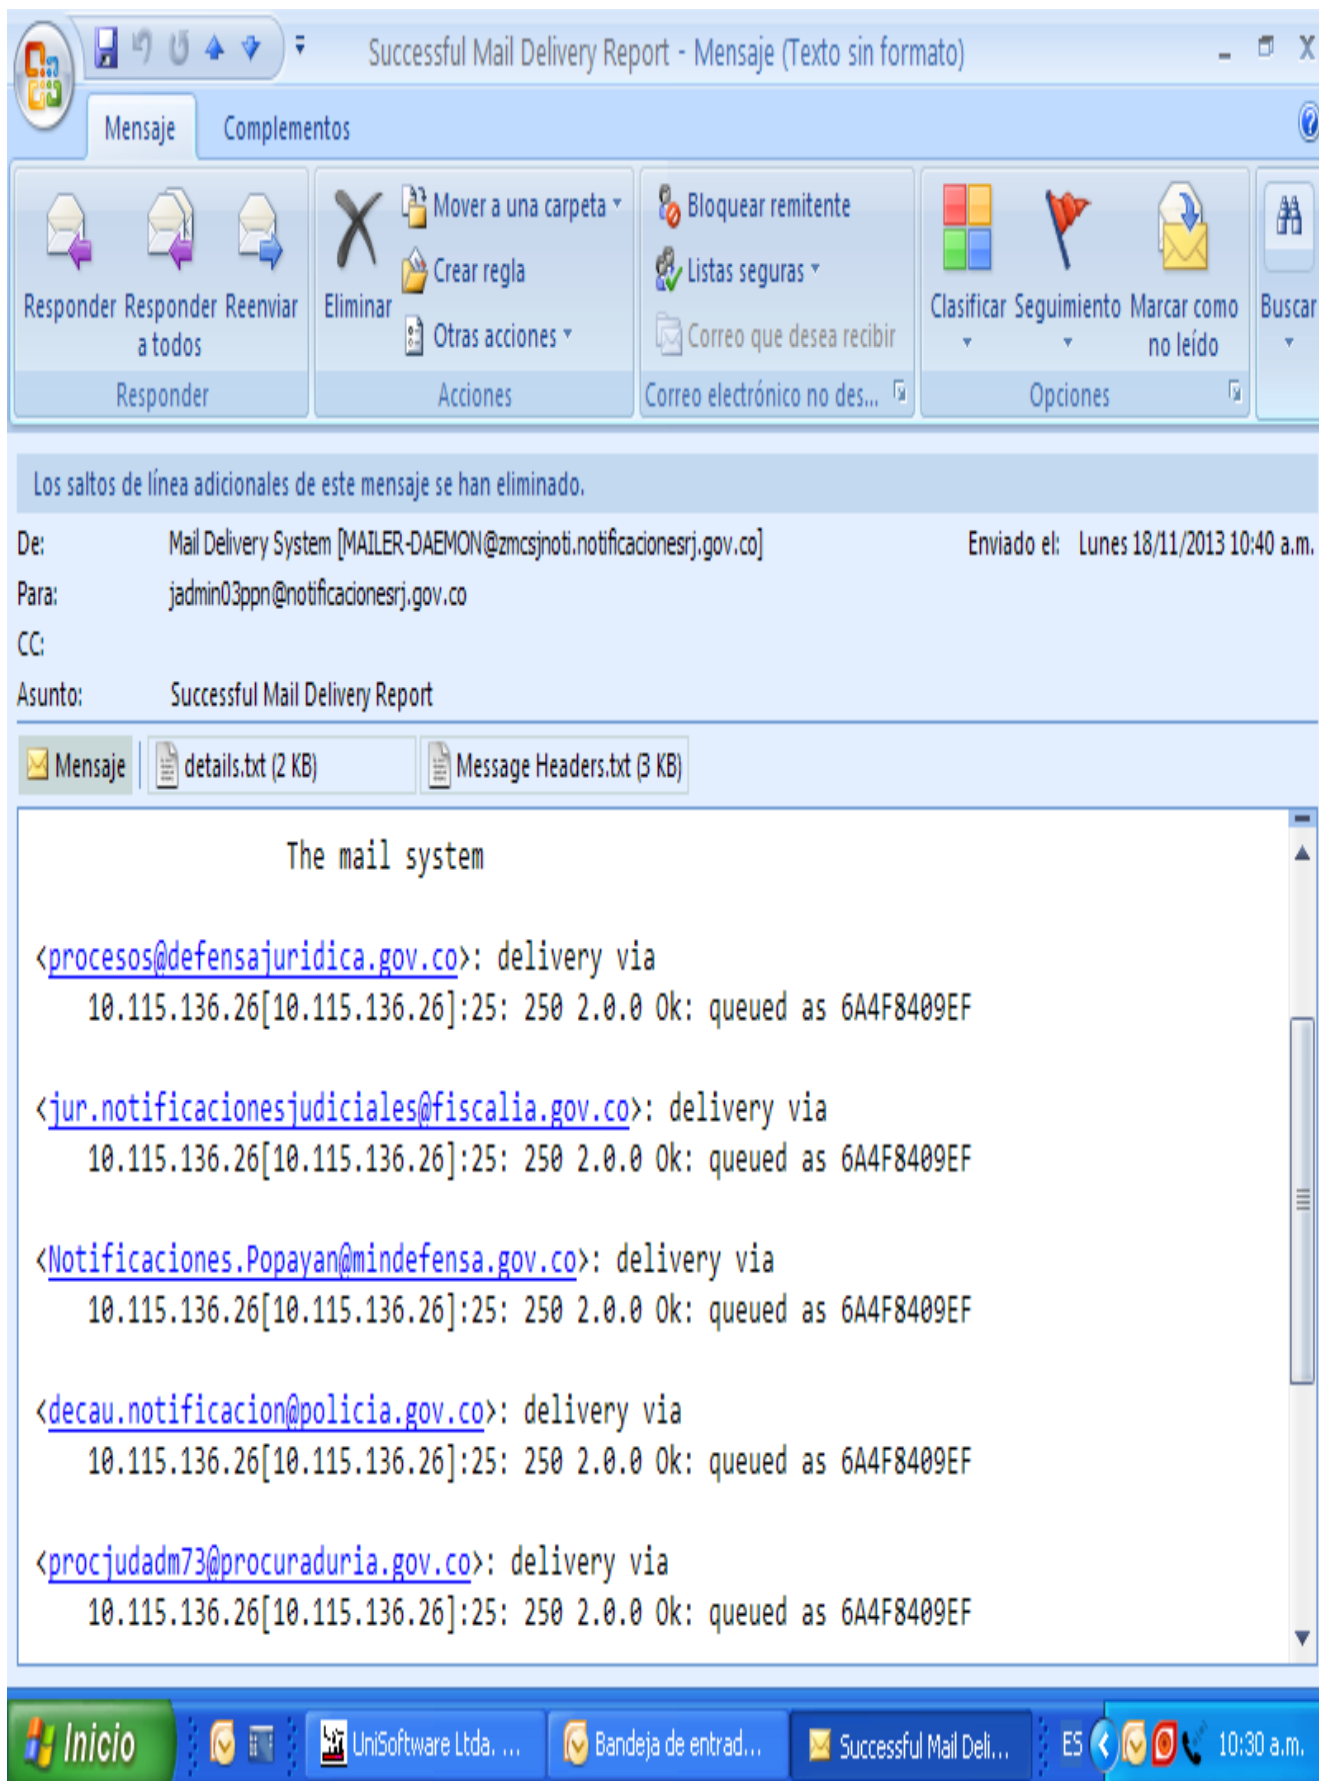 Successful Mail Delivery Report - Mensaje (Texto sin formato)
Mensaje Complementos
Responder Responder a todos Reenviar
Responder
Eliminar
Mover a una carpeta
Crear regla
Otras acciones
Acciones
Bloquear remitente
Listas seguras
Correo que desea recibir
Correo electrónico no des...
Clasificar Seguimiento Marcar como no leído
Opciones
Buscar
Los saltos de línea adicionales de este mensaje se han eliminado.
De: Mail Delivery System [MAILER-DAEMON@zmcsjnoti.notificacionesrj.gov.co] Enviado el: Lunes 18/11/2013 10:40 a.m.
Para: jadmin03ppn@notificacionesrj.gov.co
CC:
Asunto: Successful Mail Delivery Report
Mensaje details.txt (2 KB) Message Headers.txt (3 KB)
The mail system
<procesos@defensajuridica.gov.co>: delivery via
10.115.136.26[10.115.136.26]:25: 250 2.0.0 Ok: queued as 6A4F8409EF
<jur.notificacionesjudiciales@fiscalia.gov.co>: delivery via
10.115.136.26[10.115.136.26]:25: 250 2.0.0 Ok: queued as 6A4F8409EF
<Notificaciones.Popayan@mindefensa.gov.co>: delivery via
10.115.136.26[10.115.136.26]:25: 250 2.0.0 Ok: queued as 6A4F8409EF
<decau.notificacion@policia.gov.co>: delivery via
10.115.136.26[10.115.136.26]:25: 250 2.0.0 Ok: queued as 6A4F8409EF
<procjudadm73@procuraduria.gov.co>: delivery via
10.115.136.26[10.115.136.26]:25: 250 2.0.0 Ok: queued as 6A4F8409EF
Inicio UniSoftware Ltda. ... Bandeja de entrad... Successful Mail Deli... ES 10:30 a.m.